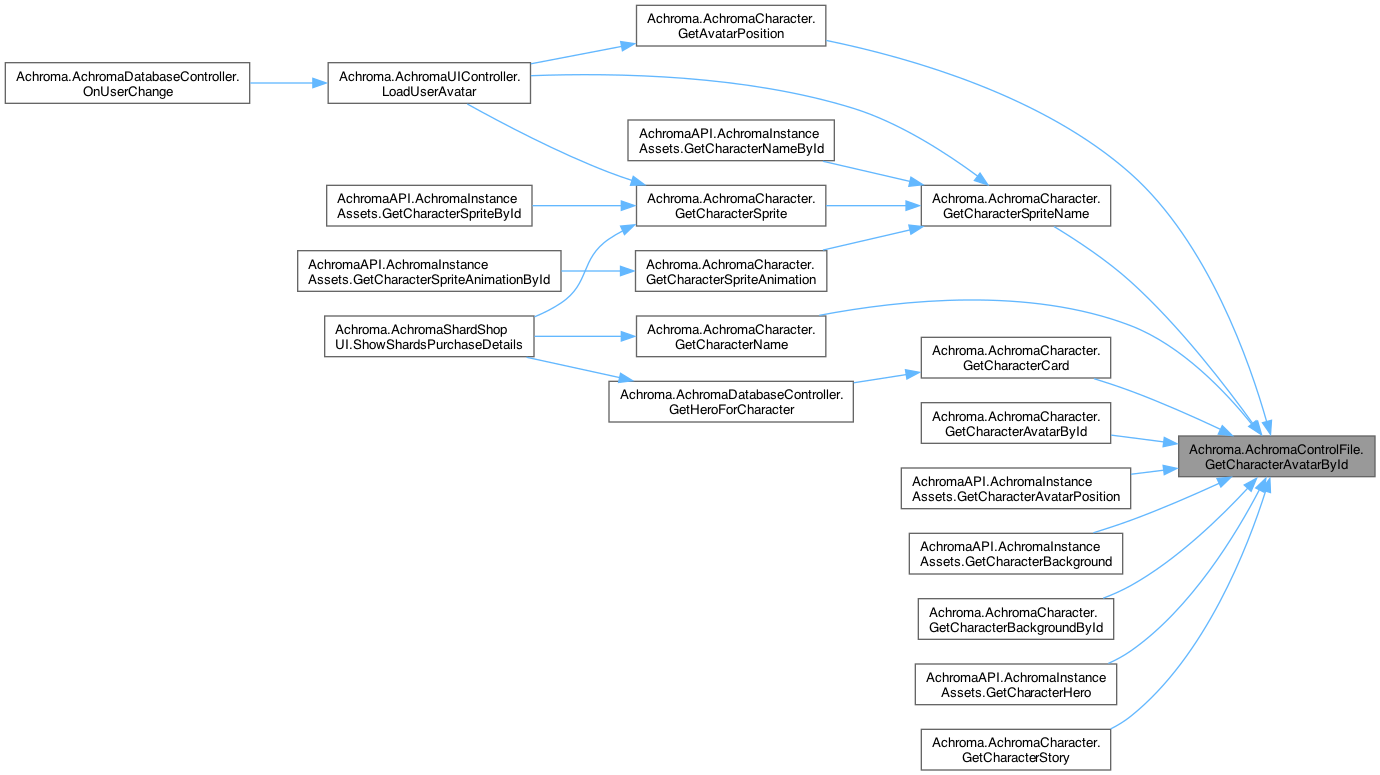 Achroma.AchromaCharacter.
GetAvatarPosition
Achroma.AchromaDatabaseController.
OnUserChange
Achroma.AchromaUIController.
LoadUserAvatar
AchromaAPI.AchromaInstance
Assets.GetCharacterNameById
AchromaAPI.AchromaInstance
Assets.GetCharacterSpriteById
Achroma.AchromaCharacter.
GetCharacterSprite
Achroma.AchromaCharacter.
GetCharacterSpriteName
AchromaAPI.AchromaInstance
Assets.GetCharacterSpriteAnimationById
Achroma.AchromaCharacter.
GetCharacterSpriteAnimation
Achroma.AchromaShardShop
UI.ShowShardsPurchaseDetails
Achroma.AchromaCharacter.
GetCharacterName
Achroma.AchromaCharacter.
GetCharacterCard
Achroma.AchromaDatabaseController.
GetHeroForCharacter
Achroma.AchromaCharacter.
GetCharacterAvatarById
Achroma.AchromaControlFile.
GetCharacterAvatarById
AchromaAPI.AchromaInstance
Assets.GetCharacterAvatarPosition
AchromaAPI.AchromaInstance
Assets.GetCharacterBackground
Achroma.AchromaCharacter.
GetCharacterBackgroundById
AchromaAPI.AchromaInstance
Assets.GetCharacterHero
Achroma.AchromaCharacter.
GetCharacterStory